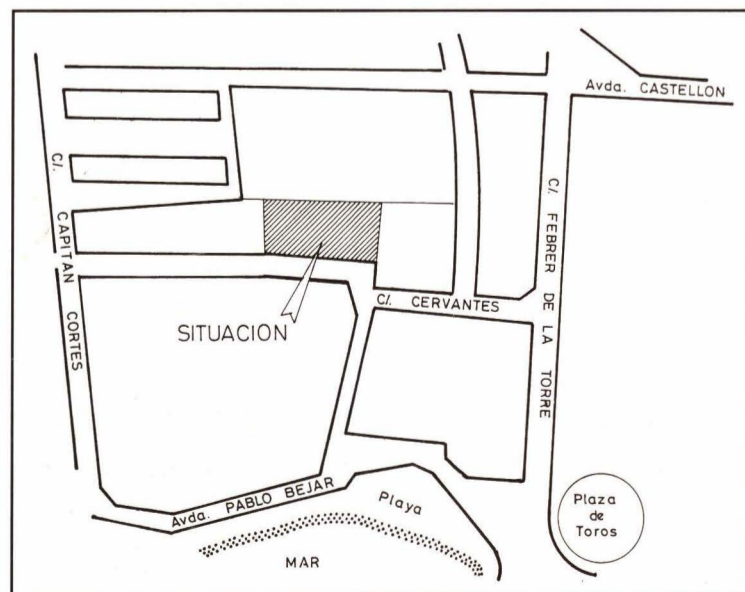 Avda. CASTELLON
C/. CAPITAN CORTES
C/. FEBRER DE LA TORRE
C/. CERVANTES
SITUACION
Avda. PABLO BEJAR
Playa
MAR
Plaza
de
Toros